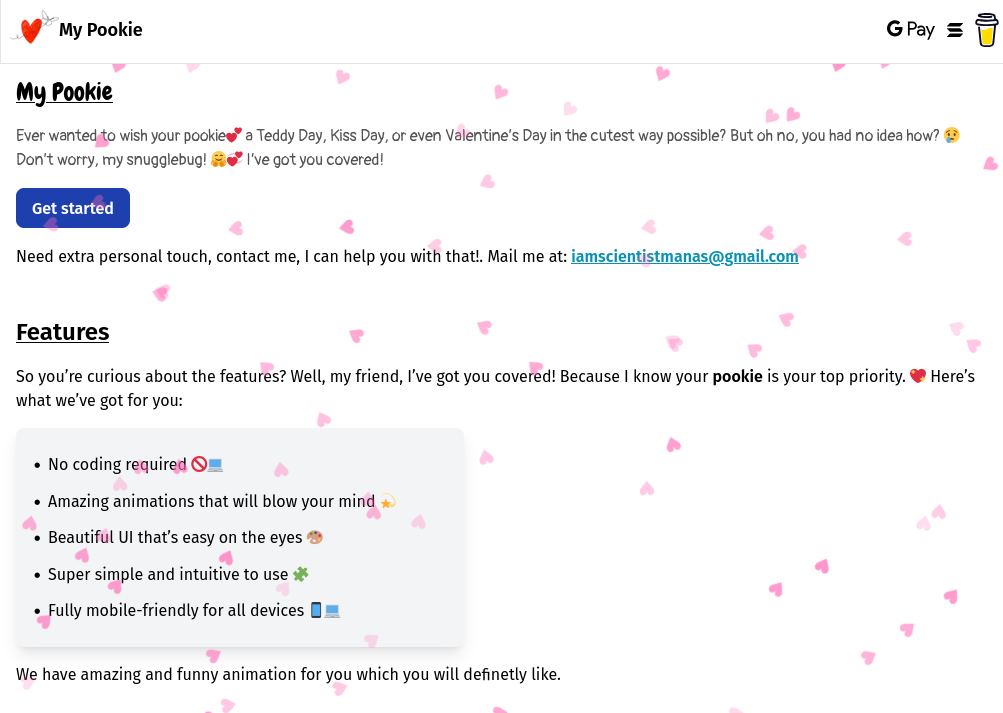 My Pookie
G Pay
My Pookie
Ever wanted to wish your pookie💕 a Teddy Day, Kiss Day, or even Valentine's Day in the cutest way possible? But oh no, you had no idea how? 😢
Don't worry, my snugglebug! 🤗💞 I've got you covered!
Get started
Need extra personal touch, contact me, I can help you with that!. Mail me at: iamscientistmanas@gmail.com
Features
So you’re curious about the features? Well, my friend, I’ve got you covered! Because I know your pookie is your top priority. 💖 Here’s
what we’ve got for you:
• No coding required 🚫💻
• Amazing animations that will blow your mind 💫
• Beautiful UI that’s easy on the eyes 🎨
• Super simple and intuitive to use 🧩
• Fully mobile-friendly for all devices 📱💻
We have amazing and funny animation for you which you will definetly like.